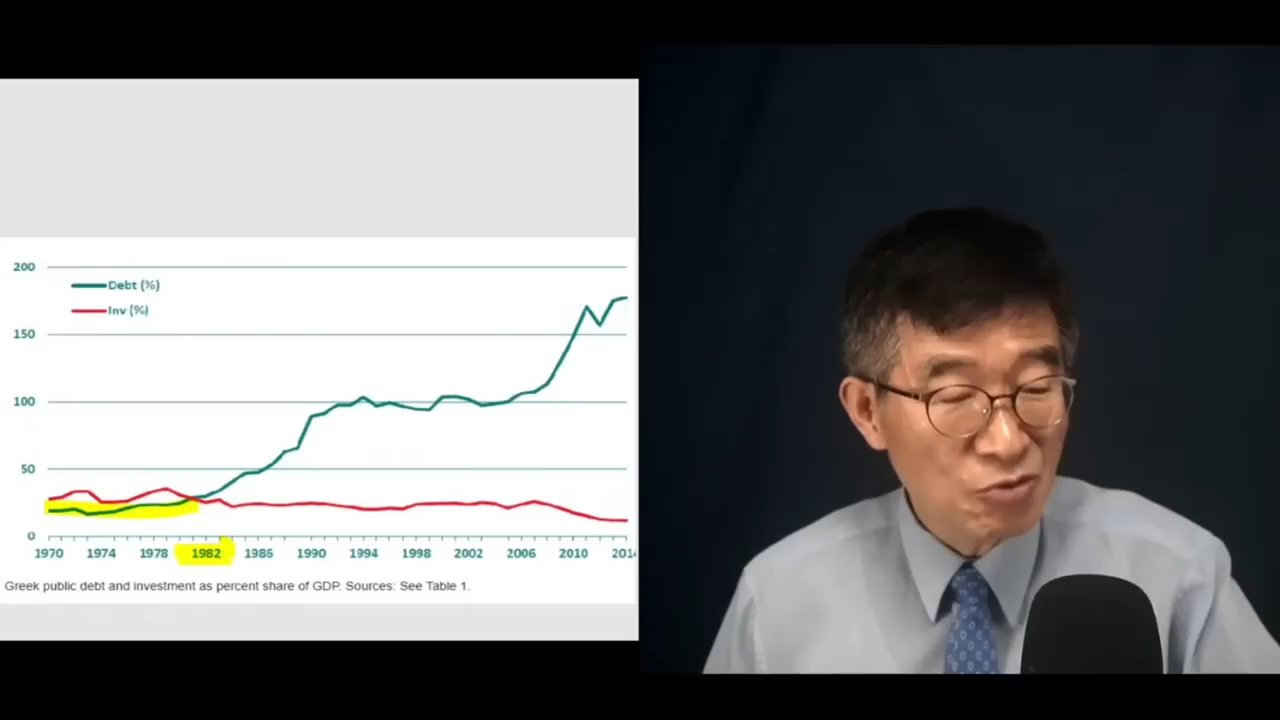 200
Debt (%)
Inv (%)
150
100
50
0
1970 1974 1978 1982 1986 1990 1994 1998 2002 2006 2010 2014
Greek public debt and investment as percent share of GDP. Sources: See Table 1.